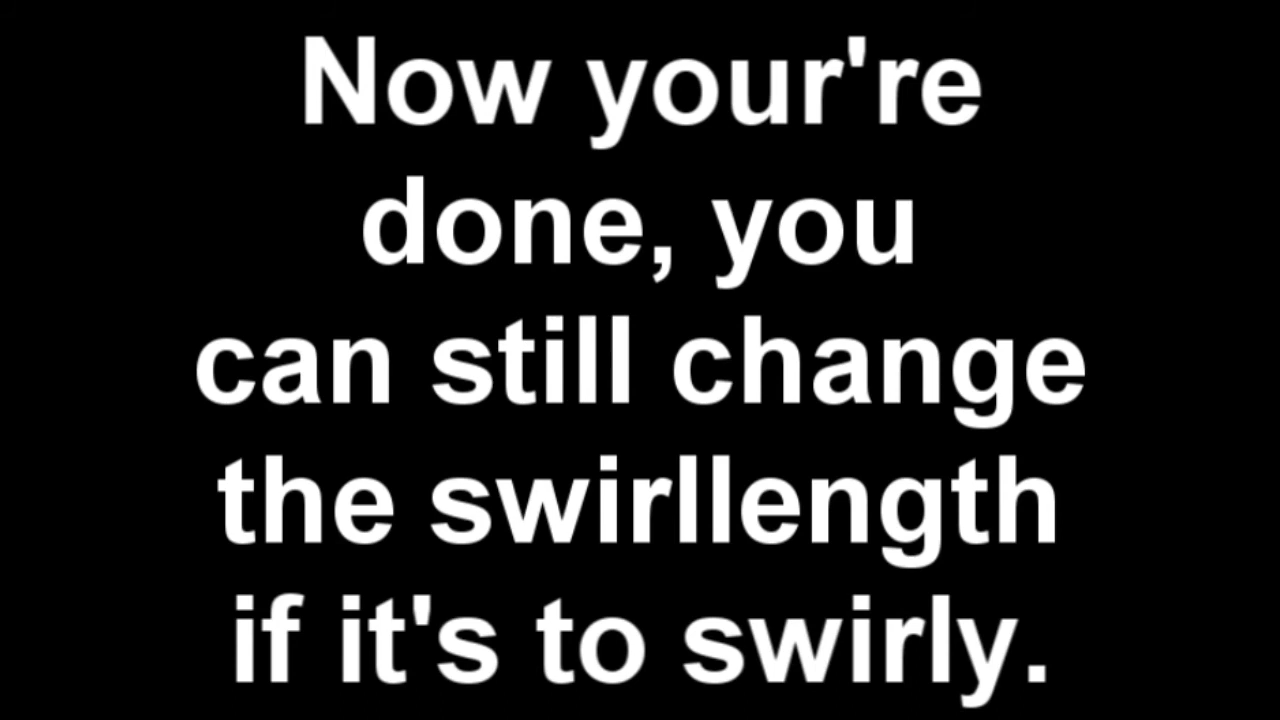 Now your're
done, you
can still change
the swirllength
if it's to swirly.